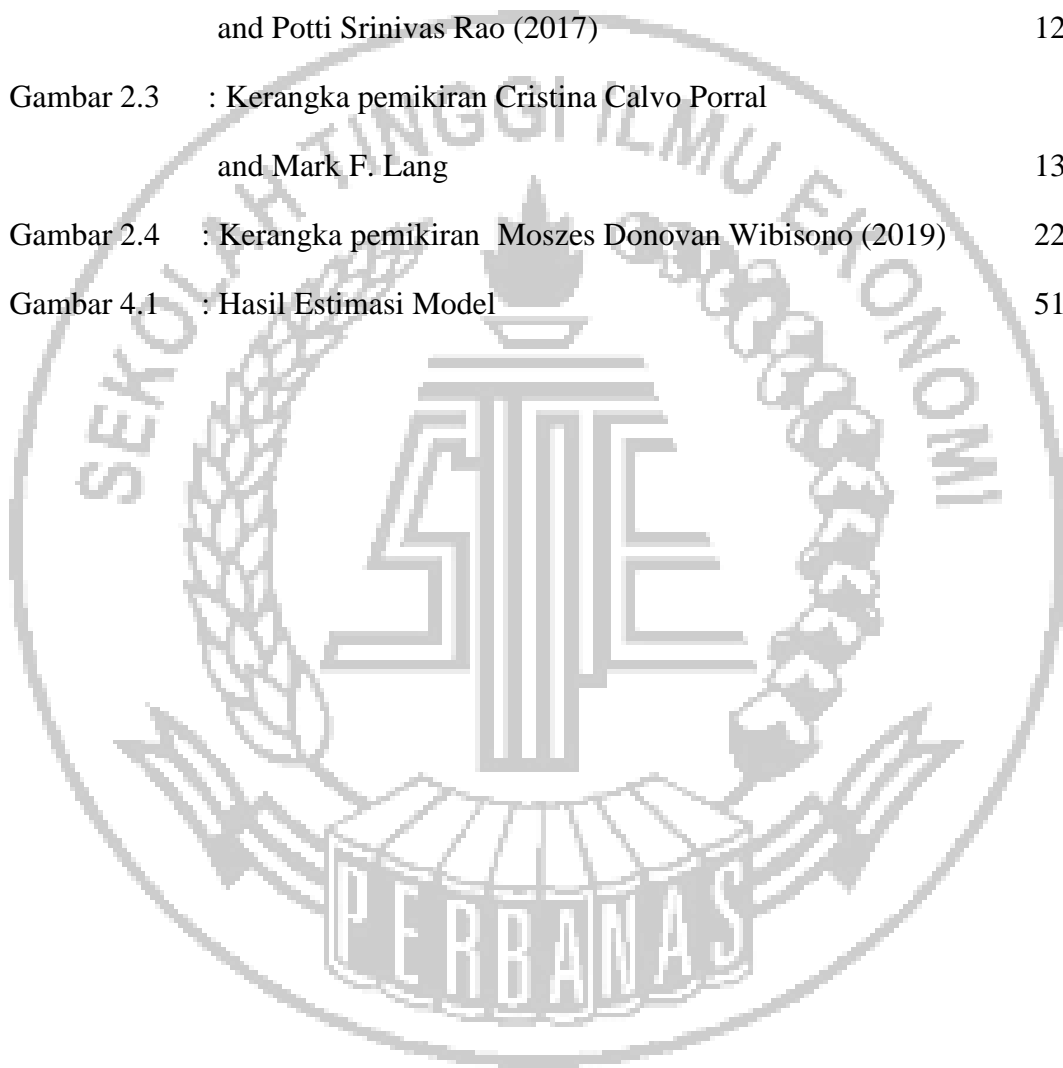 and Potti Srinivas Rao (2017) 12
Gambar 2.3 : Kerangka pemikiran Cristina Calvo Porral
and Mark F. Lang 13
Gambar 2.4 : Kerangka pemikiran Moszes Donovan Wibisono (2019) 22
Gambar 4.1 : Hasil Estimasi Model 51
SEKOLAH TINGGI ILMU EKONOMI
STIE
PERBANAS